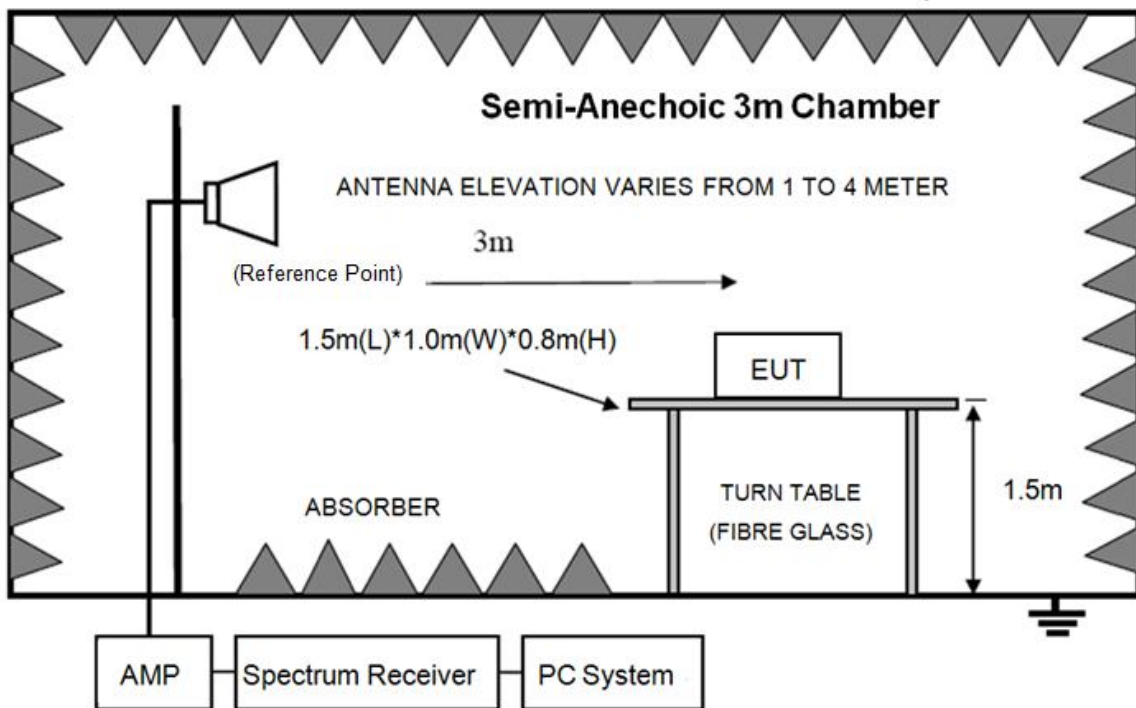 Semi-Anechoic 3m Chamber
ANTENNA ELEVATION VARIES FROM 1 TO 4 METER
3m
(Reference Point)
1.5m(L)*1.0m(W)*0.8m(H)
EUT
1.5m
TURN TABLE
(FIBRE GLASS)
ABSORBER
AMP
Spectrum Receiver
PC System